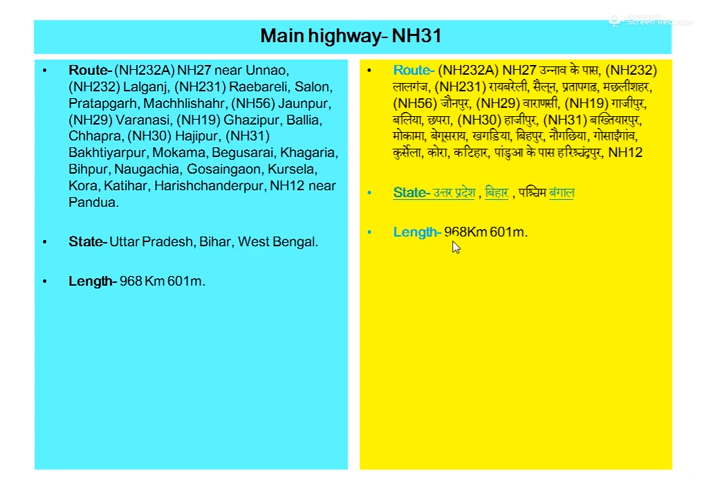 Main highway- NH31
• Route- (NH232A) NH27 near Unnao,
(NH232) Lalganj, (NH231) Raebareli, Salon,
Pratapgarh, Machhlishahr, (NH56) Jaunpur,
(NH29) Varanasi, (NH19) Ghazipur, Ballia,
Chhapra, (NH30) Hajipur, (NH31)
Bakhtiyarpur, Mokama, Begusarai, Khagaria,
Bihpur, Naugachia, Gosaingaon, Kursela,
Kora, Katihar, Harishchanderpur, NH12 near
Pandua.
• State- Uttar Pradesh, Bihar, West Bengal.
• Length- 968 Km 601m.
• Route- (NH232A) NH27 उन्नाव के पास, (NH232)
लालगंज, (NH231) रायबरेली, सैलून, प्रतापगढ़, मछलीशहर,
(NH56) जौनपुर, (NH29) वाराणसी, (NH19) गाजीपुर,
बलिया, छपरा, (NH30) हाजीपुर, (NH31) बख्तियारपुर,
मोकामा, बेगूसराय, खगड़िया, बिहपुर, नौगछिया, गोसाईंगांव,
कुर्सेला, कोरा, कटिहार, पांडुआ के पास हरिश्चंद्रपुर, NH12
• State- उत्तर प्रदेश , बिहार , पश्चिम बंगाल
• Length- 968Km 601m.